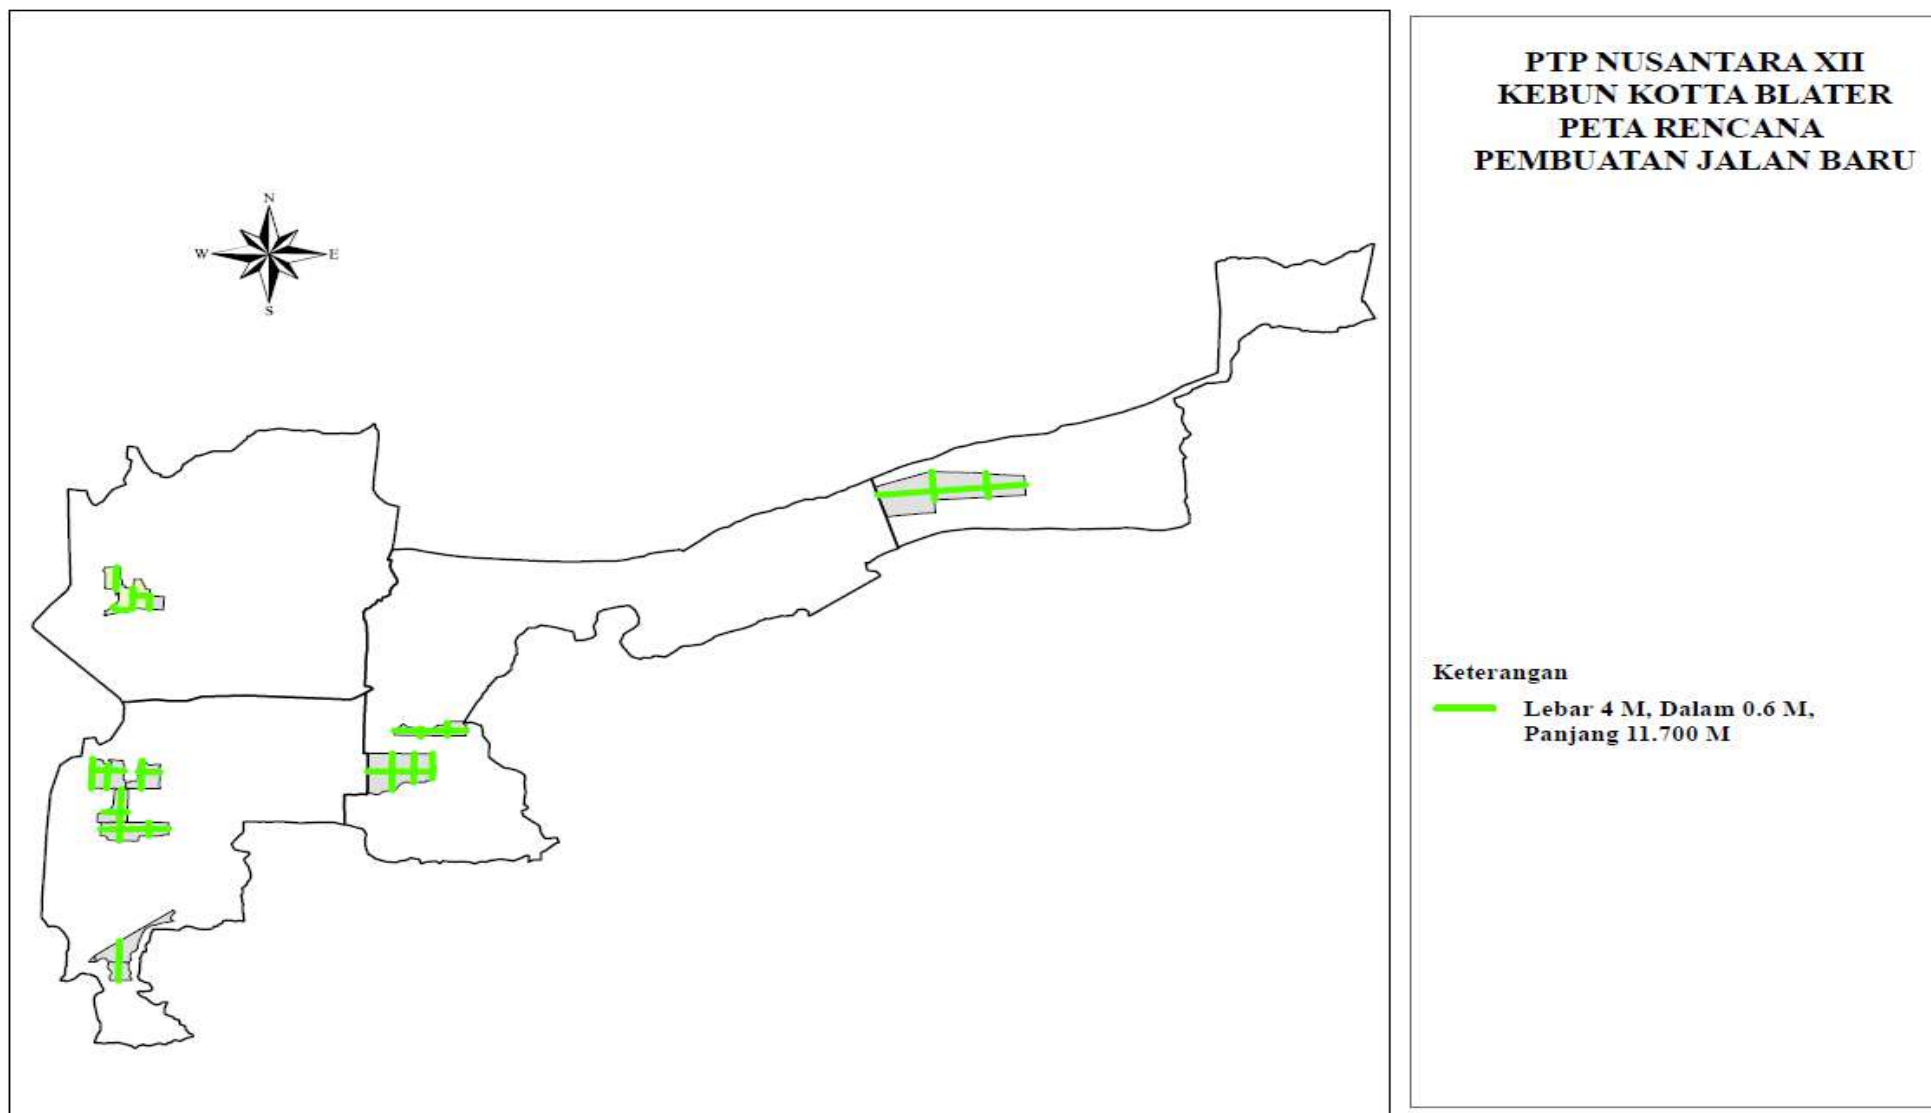 PTP NUSANTARA XII
KEBUN KOTTA BLATER
PETA RENCANA
PEMBUATAN JALAN BARU
N
W
E
S
Keterangan
Lebar 4 M, Dalam 0.6 M,
Panjang 11.700 M